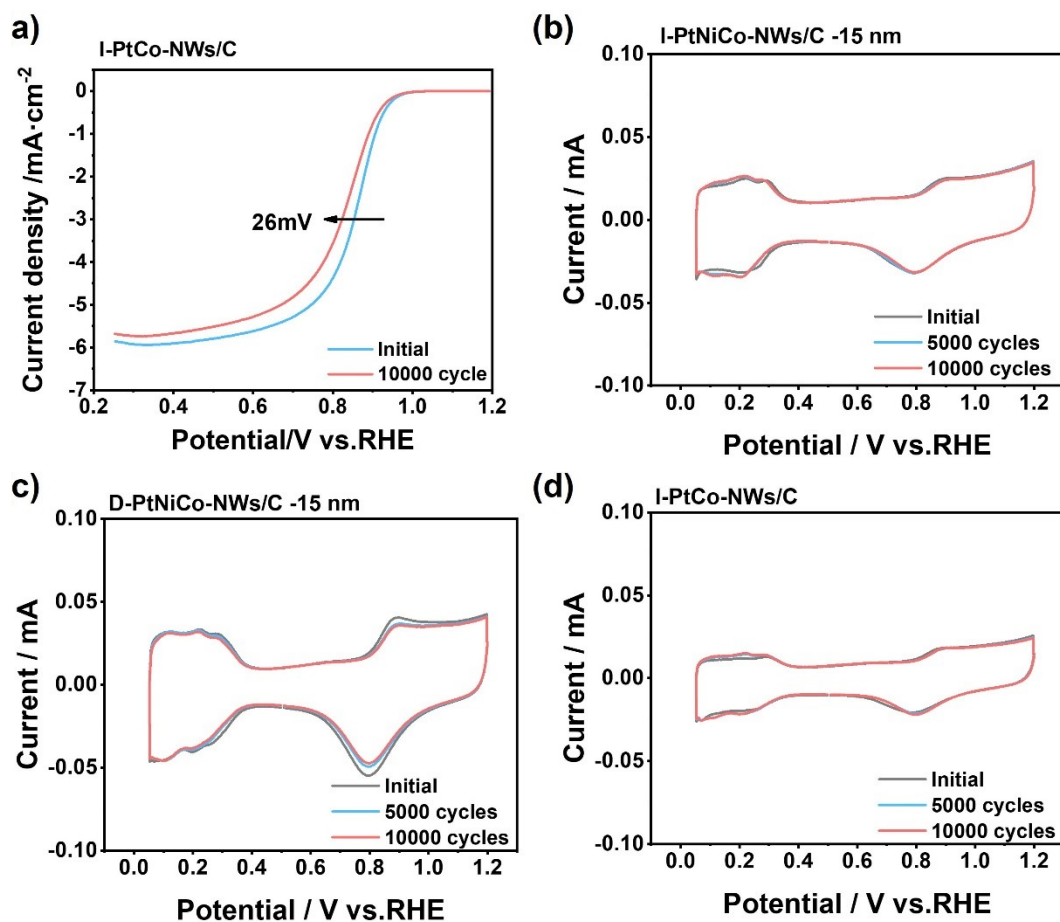 a)
I-PtCo-NWs/C
Current density /mA·cm-2
0
-1
-2
-3
-4
-5
-6
-7
26mV
Initial
10000 cycle
0.2 0.4 0.6 0.8 1.0 1.2
Potential/V vs.RHE
(b)
I-PtNiCo-NWs/C -15 nm
Current / mA
0.10
0.05
0.00
-0.05
-0.10
Initial
5000 cycles
10000 cycles
0.0 0.2 0.4 0.6 0.8 1.0 1.2
Potential / V vs.RHE
c)
D-PtNiCo-NWs/C -15 nm
Current / mA
0.10
0.05
0.00
-0.05
-0.10
Initial
5000 cycles
10000 cycles
0.0 0.2 0.4 0.6 0.8 1.0 1.2
Potential / V vs.RHE
(d)
I-PtCo-NWs/C
Current / mA
0.10
0.05
0.00
-0.05
-0.10
Initial
5000 cycles
10000 cycles
0.0 0.2 0.4 0.6 0.8 1.0 1.2
Potential / V vs.RHE